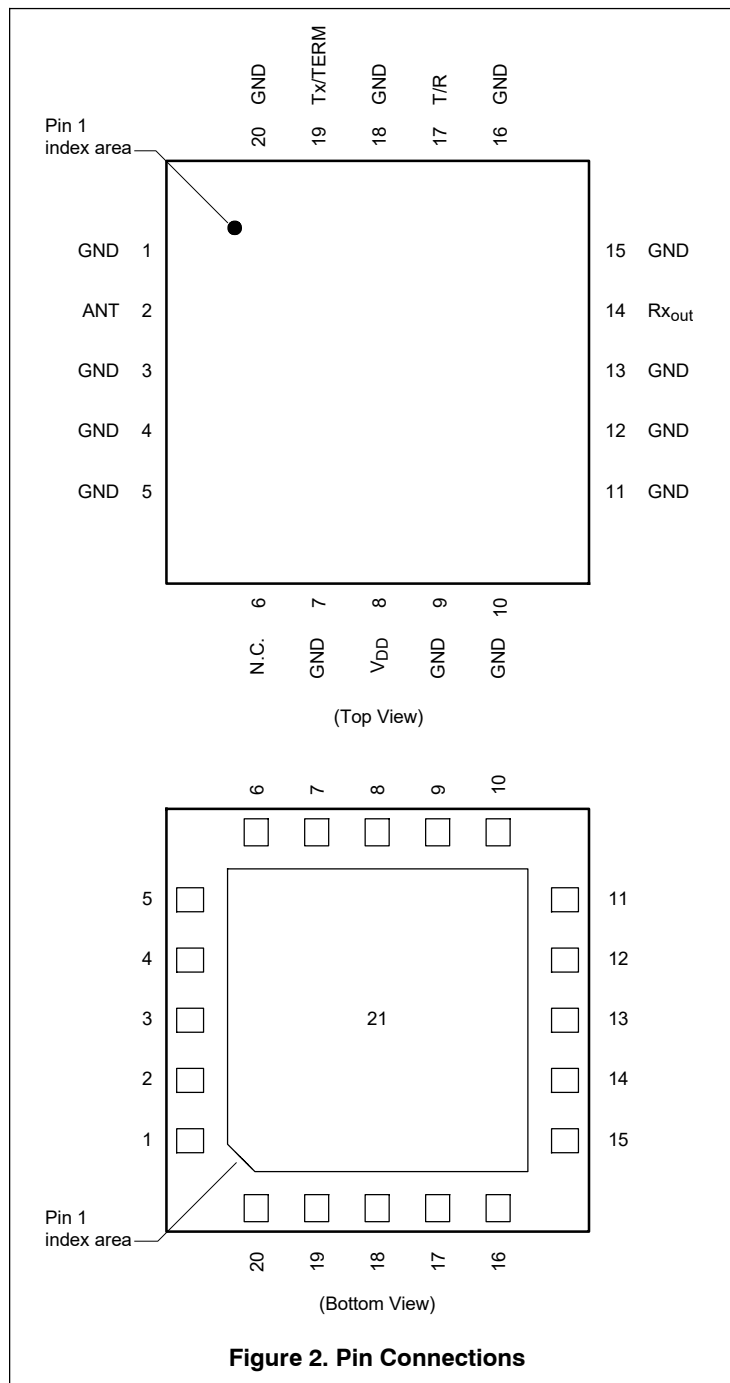 GND
Tx/TERM
GND
T/R
GND
20
19
18
17
16
Pin 1
index area
GND 1
15 GND
ANT 2
14 Rxout
GND 3
13 GND
GND 4
12 GND
GND 5
11 GND
6
7
8
9
10
N.C.
GND
VDD
GND
GND
(Top View)
6
7
8
9
10
5
11
4
12
3
21
13
2
14
1
15
Pin 1
index area
20
19
18
17
16
(Bottom View)
Figure 2. Pin Connections